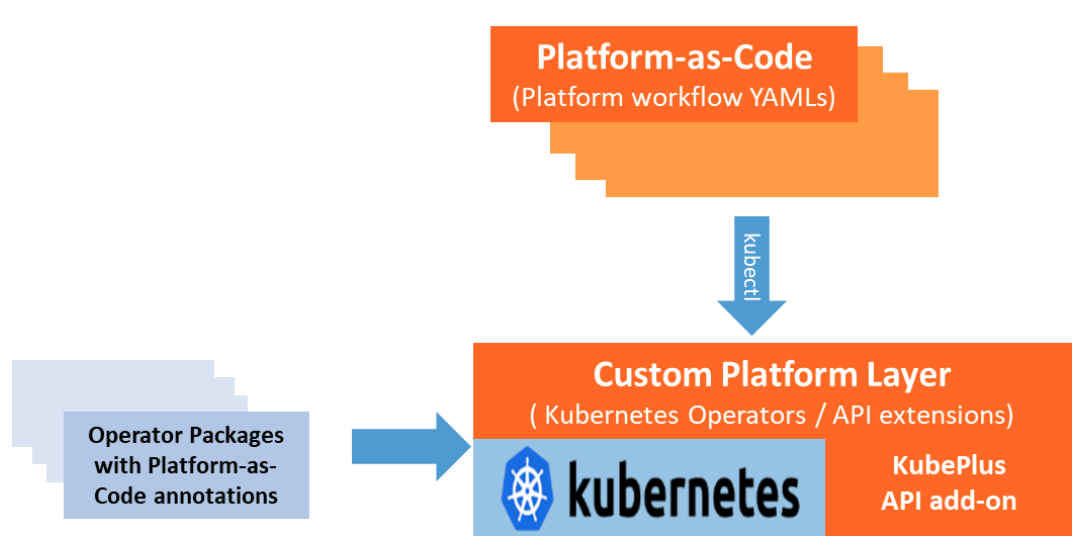 Platform-as-Code
(Platform workflow YAMLs)
kubectl
Custom Platform Layer
( Kubernetes Operators / API extensions)
Operator Packages
with Platform-as-
Code annotations
kubernetes
KubePlus
API add-on